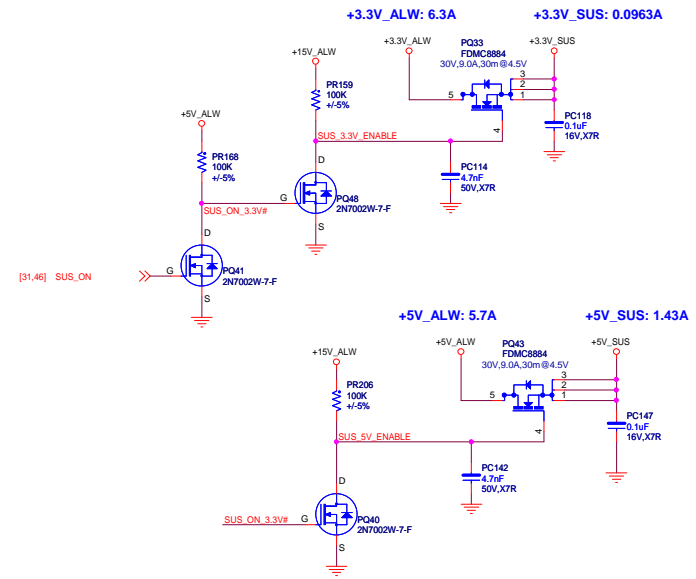 +3.3V_ALW: 6.3A
+3.3V_SUS: 0.0963A
+15V_ALW
+3.3V_ALW
PQ33
FDMC8884
30V,9.0A,30m@4.5V
+3.3V_SUS
3
2
1
5
4
PR159
100K
+/-5%
PC118
0.1uF
16V,X7R
+5V_ALW
SUS_3.3V_ENABLE
PR168
100K
+/-5%
D
PC114
4.7nF
50V,X7R
G
PQ48
2N7002W-7-F
SUS_ON_3.3V#
S
D
[31,46] SUS_ON
G
PQ41
2N7002W-7-F
S
+5V_ALW: 5.7A
+5V_SUS: 1.43A
+15V_ALW
+5V_ALW
PQ43
FDMC8884
30V,9.0A,30m@4.5V
+5V_SUS
3
2
1
5
4
PR206
100K
+/-5%
PC147
0.1uF
16V,X7R
SUS_5V_ENABLE
PC142
4.7nF
50V,X7R
D
SUS_ON_3.3V#
G
PQ40
2N7002W-7-F
S